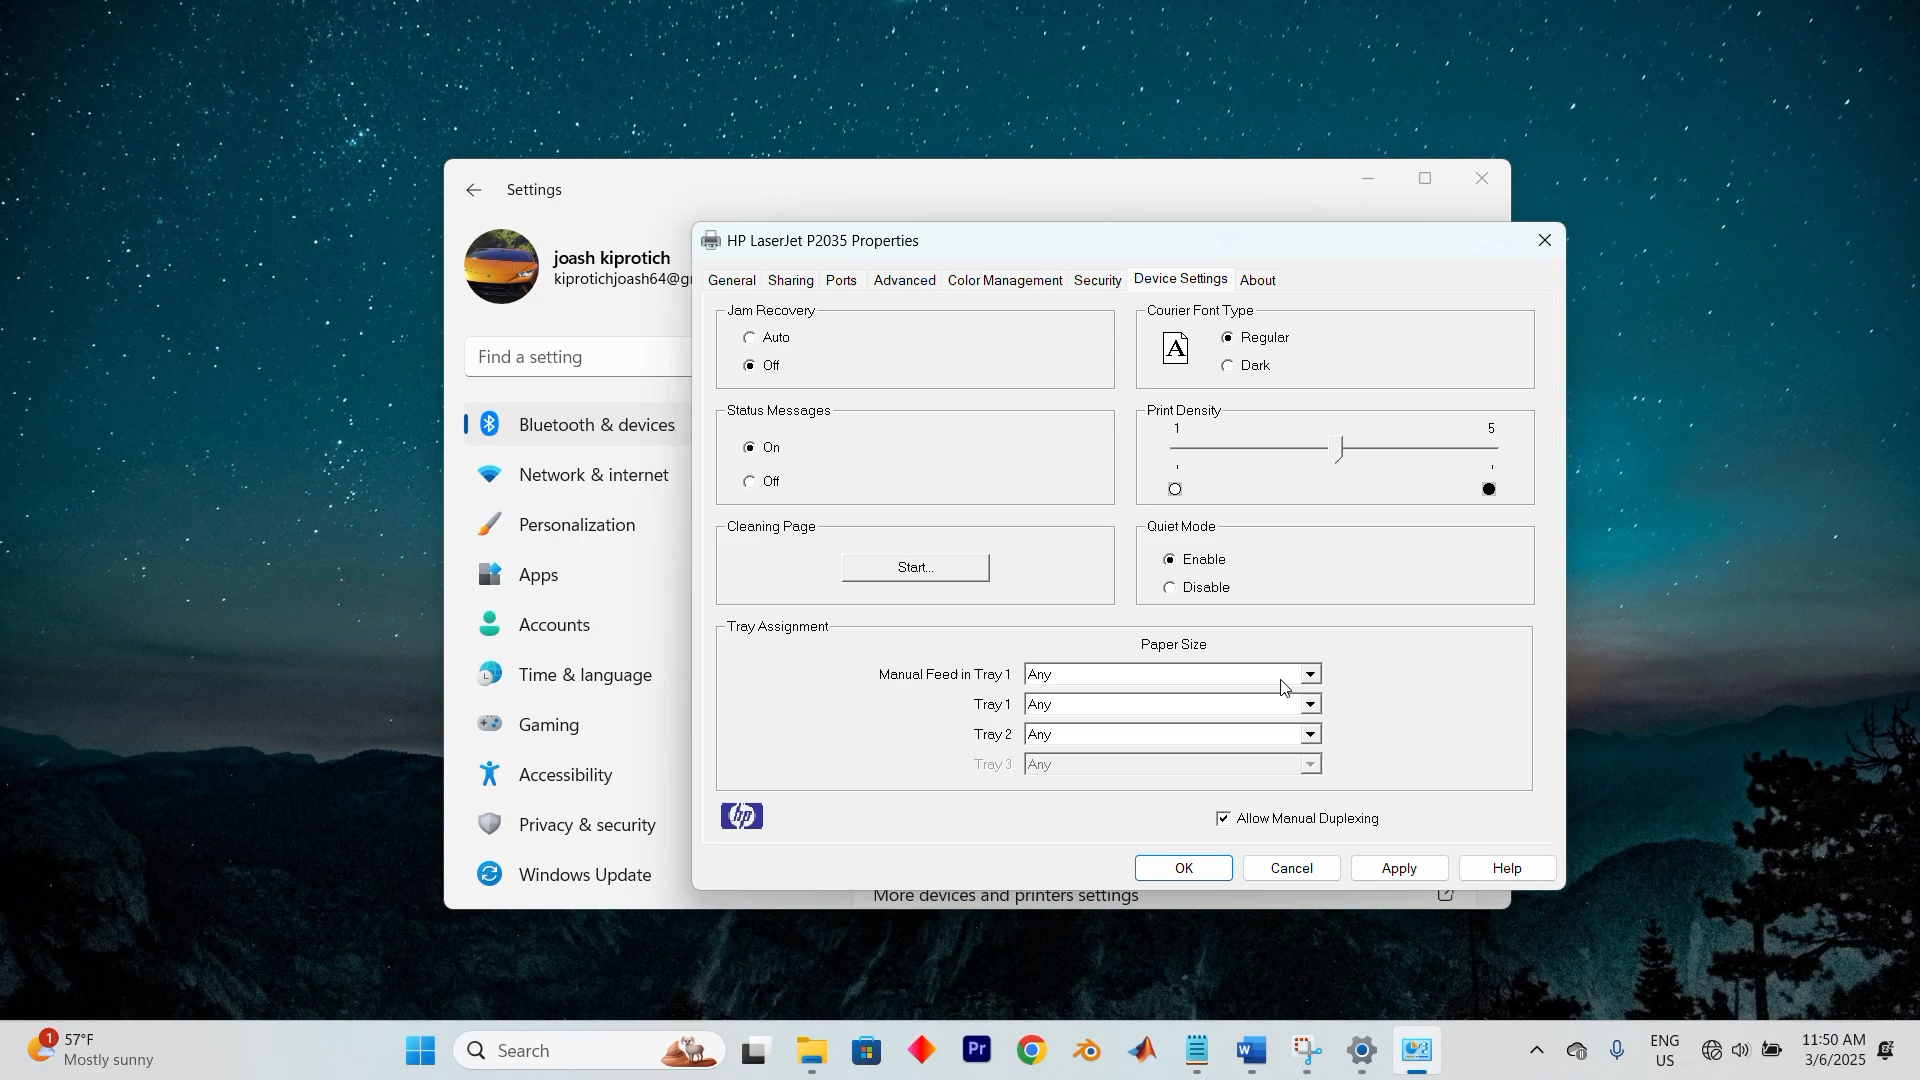 Settings
joash kiprotich
kiprotichjoash64@g
Find a setting
Bluetooth & devices
Network & internet
Personalization
Apps
Accounts
Time & language
Gaming
Accessibility
Privacy & security
Windows Update
More devices and printers settings
HP LaserJet P2035 Properties
General Sharing Ports Advanced Color Management Security Device Settings About
Jam Recovery
Auto
Off
Courier Font Type
A
Regular
Dark
Status Messages
On
Off
Print Density
1 5
Cleaning Page
Start...
Quiet Mode
Enable
Disable
Tray Assignment
Paper Size
Manual Feed in Tray 1 Any
Tray 1 Any
Tray 2 Any
Tray 3 Any
hp
Allow Manual Duplexing
OK Cancel Apply Help
1
57°F
Mostly sunny
Search
Pr
W
ENG
US
11:50 AM
3/6/2025